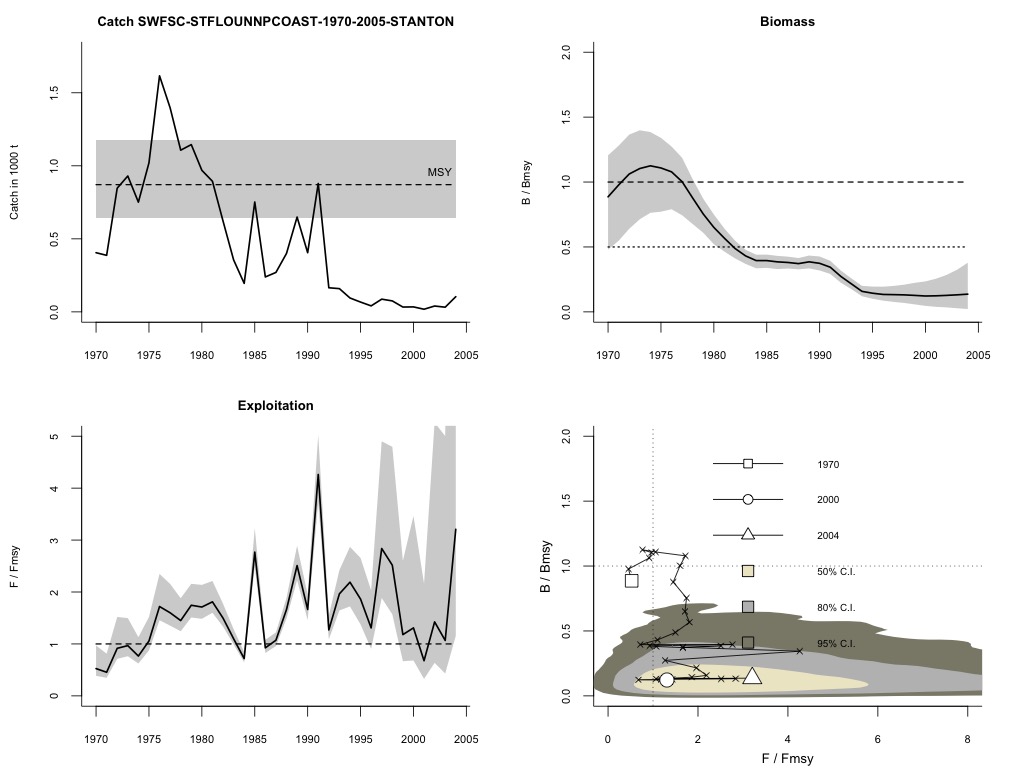 Catch SWFSC-STFLOUNNPCOAST-1970-2005-STANTON
Catch in 1000 t
0.0 0.5 1.0 1.5
MSY
1970 1975 1980 1985 1990 1995 2000 2005
Biomass
B / Bmsy
0.0 0.5 1.0 1.5 2.0
1970 1975 1980 1985 1990 1995 2000 2005
Exploitation
F / Fmsy
0 1 2 3 4 5
1970 1975 1980 1985 1990 1995 2000 2005
B / Bmsy
0.0 0.5 1.0 1.5 2.0
1970
2000
2004
50% C.I.
80% C.I.
95% C.I.
0 2 4 6 8
F / Fmsy